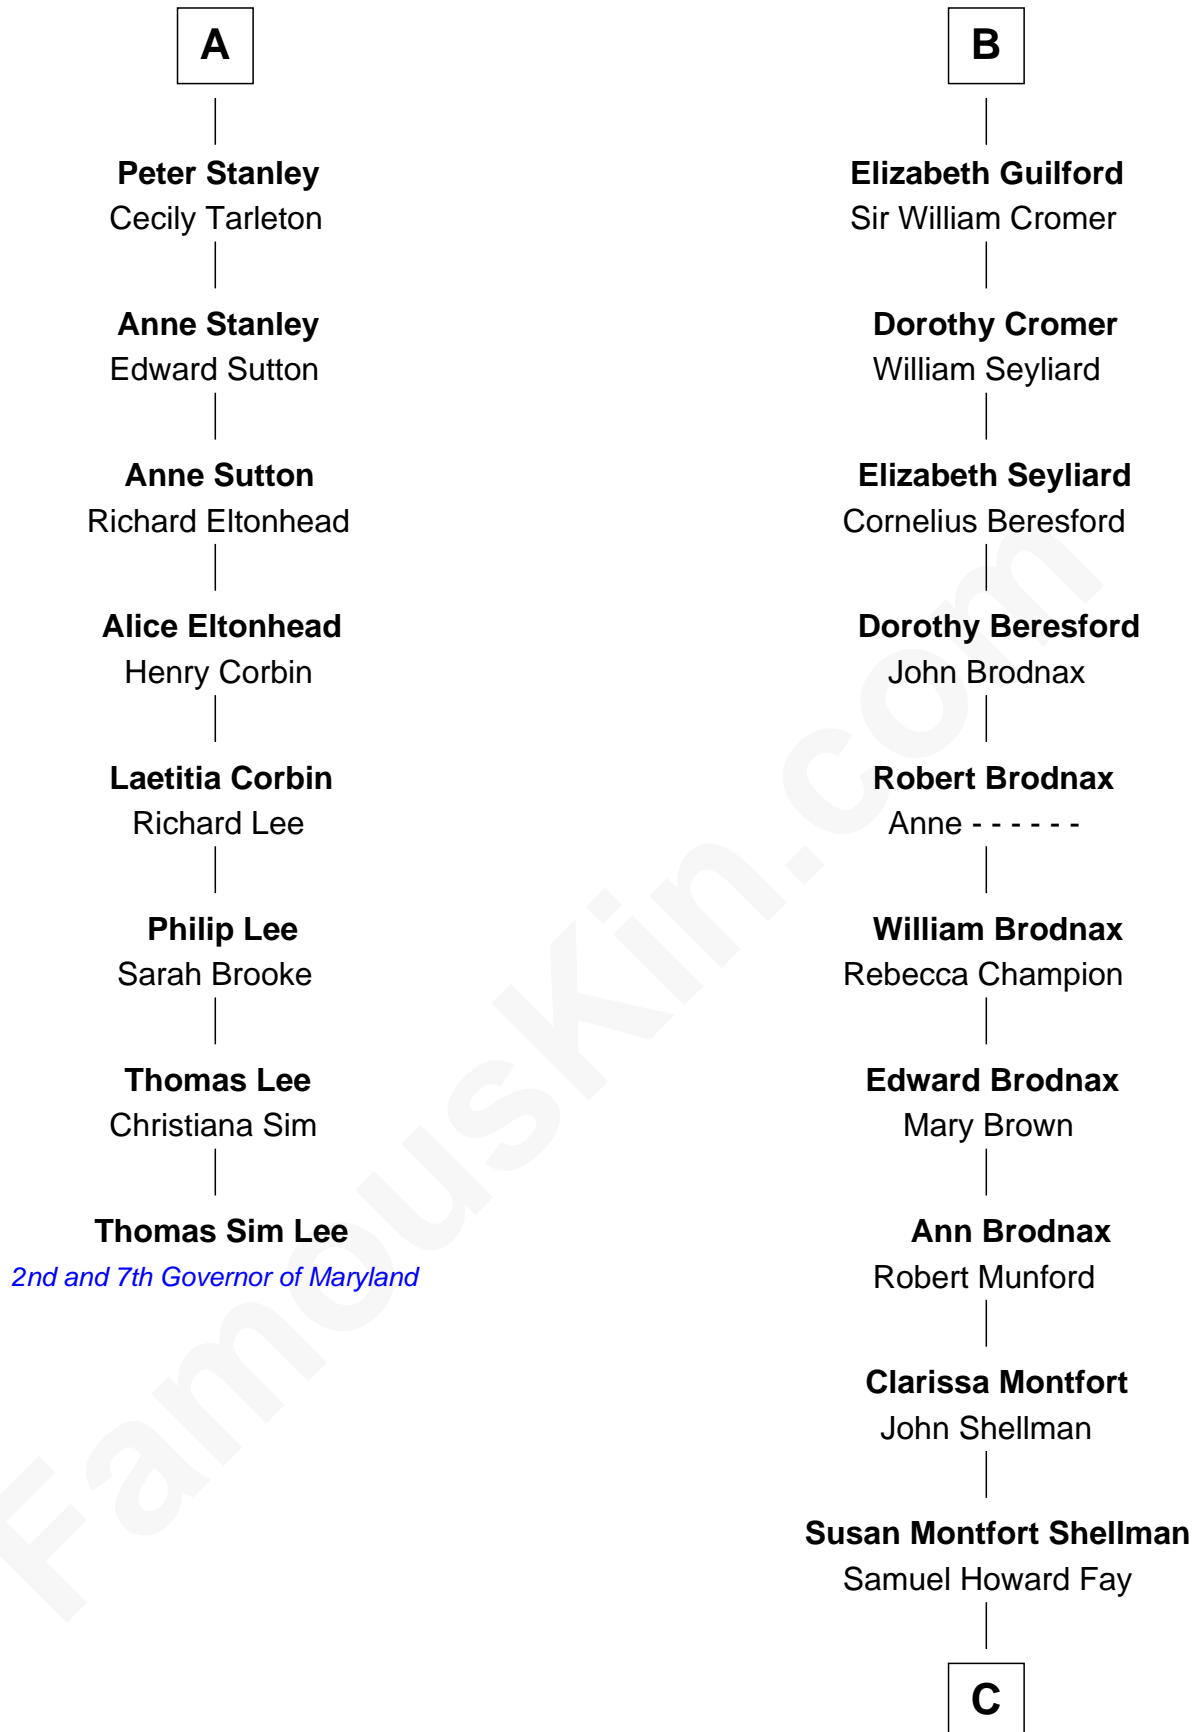 A
Peter Stanley
Cecily Tarleton
Anne Stanley
Edward Sutton
Anne Sutton
Richard Eltonhead
Alice Eltonhead
Henry Corbin
Laetitia Corbin
Richard Lee
Philip Lee
Sarah Brooke
Thomas Lee
Christiana Sim
Thomas Sim Lee
2nd and 7th Governor of Maryland
B
Elizabeth Guilford
Sir William Cromer
Dorothy Cromer
William Seyliard
Elizabeth Seyliard
Cornelius Beresford
Dorothy Beresford
John Brodnax
Robert Brodnax
Anne - - - - - -
William Brodnax
Rebecca Champion
Edward Brodnax
Mary Brown
Ann Brodnax
Robert Munford
Clarissa Montfort
John Shellman
Susan Montfort Shellman
Samuel Howard Fay
C
FamousKin.com